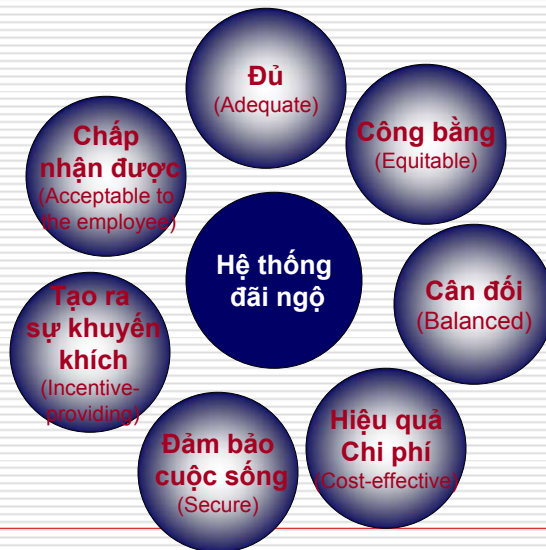 Đủ
(Adequate)
Công bằng
(Equitable)
Cân đối
(Balanced)
Hiệu quả
Chi phí
(Cost-effective)
Đảm bảo
cuộc sống
(Secure)
Tạo ra
sự khuyến
khích
(Incentive-
providing)
Chấp
nhận được
(Acceptable to
the employee)
Hệ thống
đãi ngộ